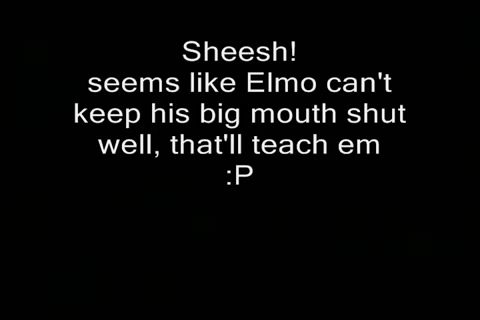 Sheesh!
seems like Elmo can't
keep his big mouth shut
well, that'll teach em
:P